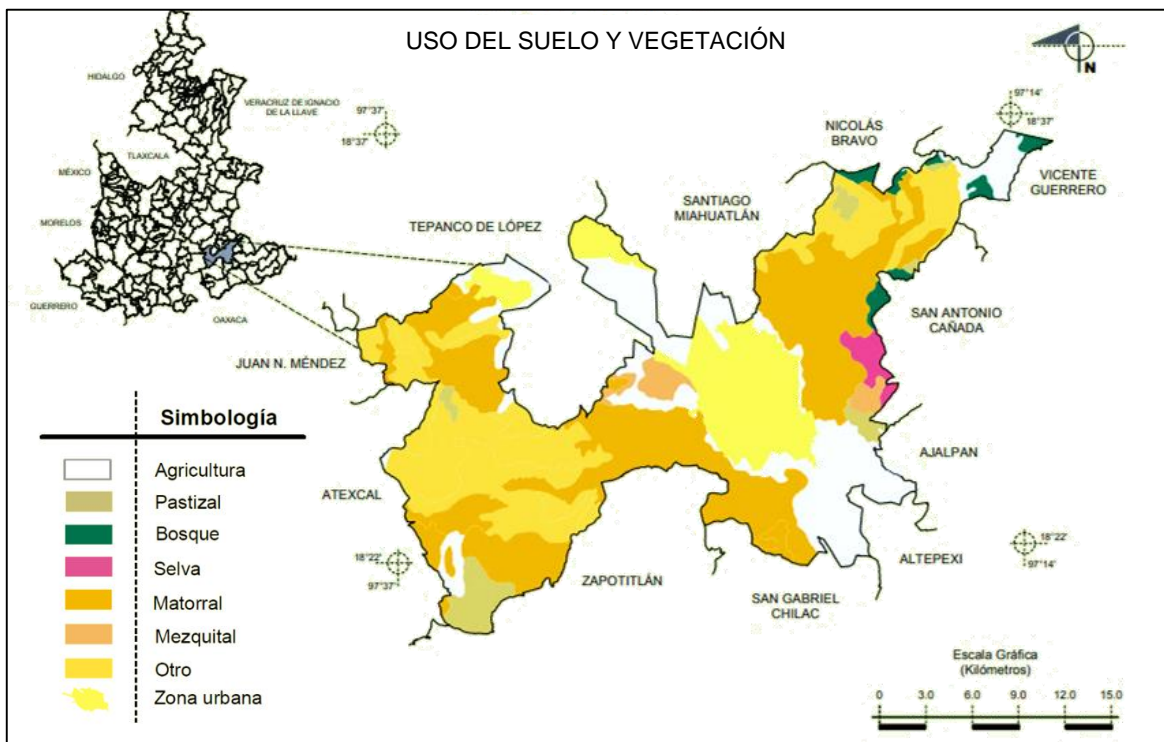 USO DEL SUELO Y VEGETACIÓN
N
HIDALGO
VERACRUZ DE IGNACIO
DE LA LLAVE
TLAXCALA
MÉXICO
MORELOS
GUERRERO
OAXACA
97°37'
18°37'
97°14'
18°37'
NICOLÁS
BRAVO
VICENTE
GUERRERO
SANTIAGO
MIAHUATLÁN
TEPANCO DE LÓPEZ
SAN ANTONIO
CAÑADA
JUAN N. MÉNDEZ
AJALPAN
ATEXCAL
ALTEPEXI
ZAPOTITLÁN
SAN GABRIEL
CHILAC
18°22'
97°37'
18°22'
97°14'
Simbología
Agricultura
Pastizal
Bosque
Selva
Matorral
Mezquital
Otro
Zona urbana
Escala Gráfica
(Kilómetros)
0 3.0 6.0 9.0 12.0 15.0